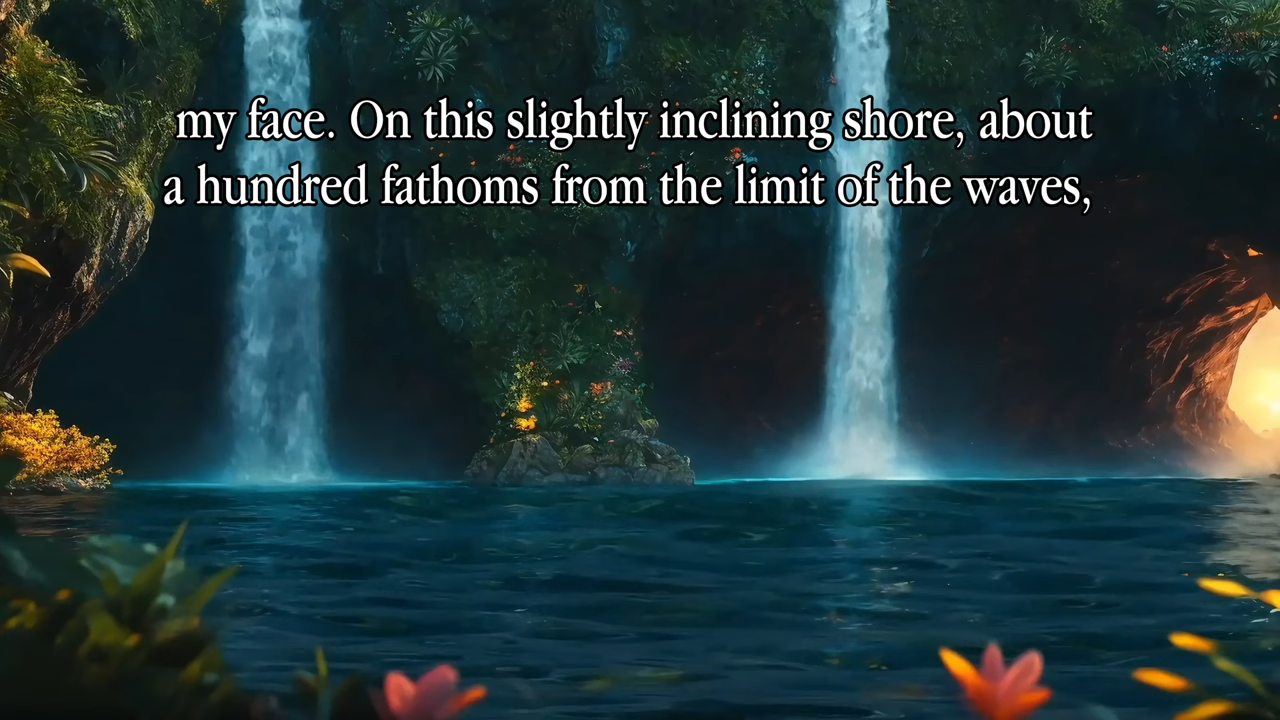 my face. On this slightly inclining shore, about
a hundred fathoms from the limit of the waves,